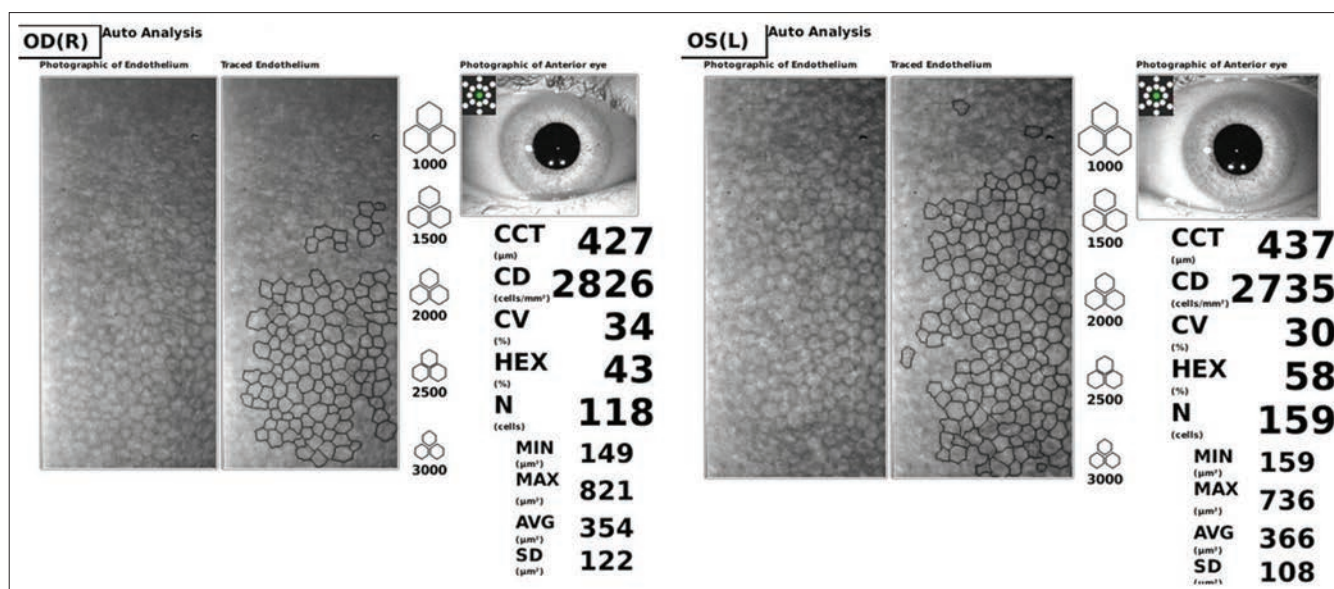 OD(R) Auto Analysis
Photographic of Endothelium Traced Endothelium Photographic of Anterior eye
1000
1500
2000
2500
3000
CCT (μm) 427
CD (cells/mm²) 2826
CV (%) 34
HEX (%) 43
N (cells) 118
MIN (μm²) 149
MAX (μm²) 821
AVG (μm²) 354
SD (μm²) 122
OS(L) Auto Analysis
Photographic of Endothelium Traced Endothelium Photographic of Anterior eye
1000
1500
2000
2500
3000
CCT (μm) 437
CD (cells/mm²) 2735
CV (%) 30
HEX (%) 58
N (cells) 159
MIN (μm²) 159
MAX (μm²) 736
AVG (μm²) 366
SD (μm²) 108